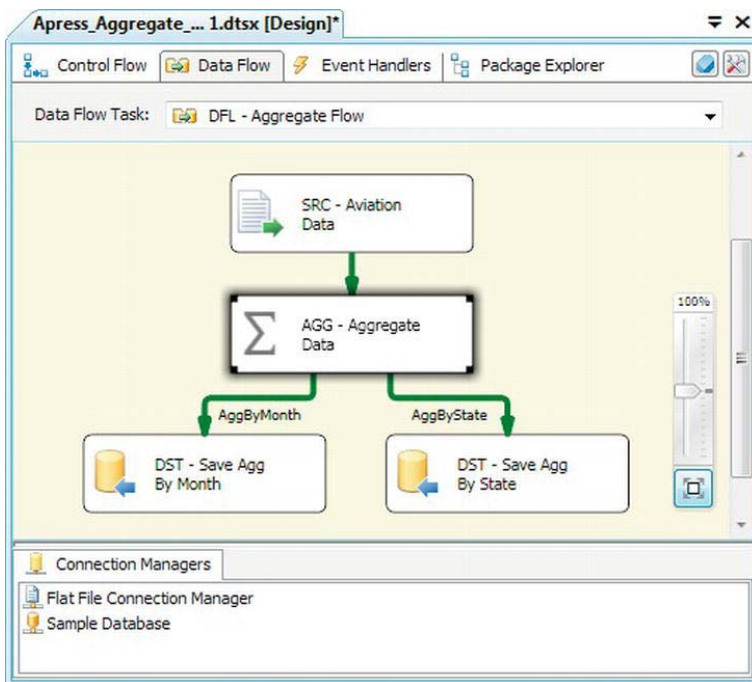 Apress_Aggregate_... 1.dtsx [Design]*
Control Flow Data Flow Event Handlers Package Explorer
Data Flow Task: DFL - Aggregate Flow
SRC - Aviation
Data
100%
AGG - Aggregate
Data
AggByMonth AggByState
DST - Save Agg
By Month
DST - Save Agg
By State
Connection Managers
Flat File Connection Manager
Sample Database